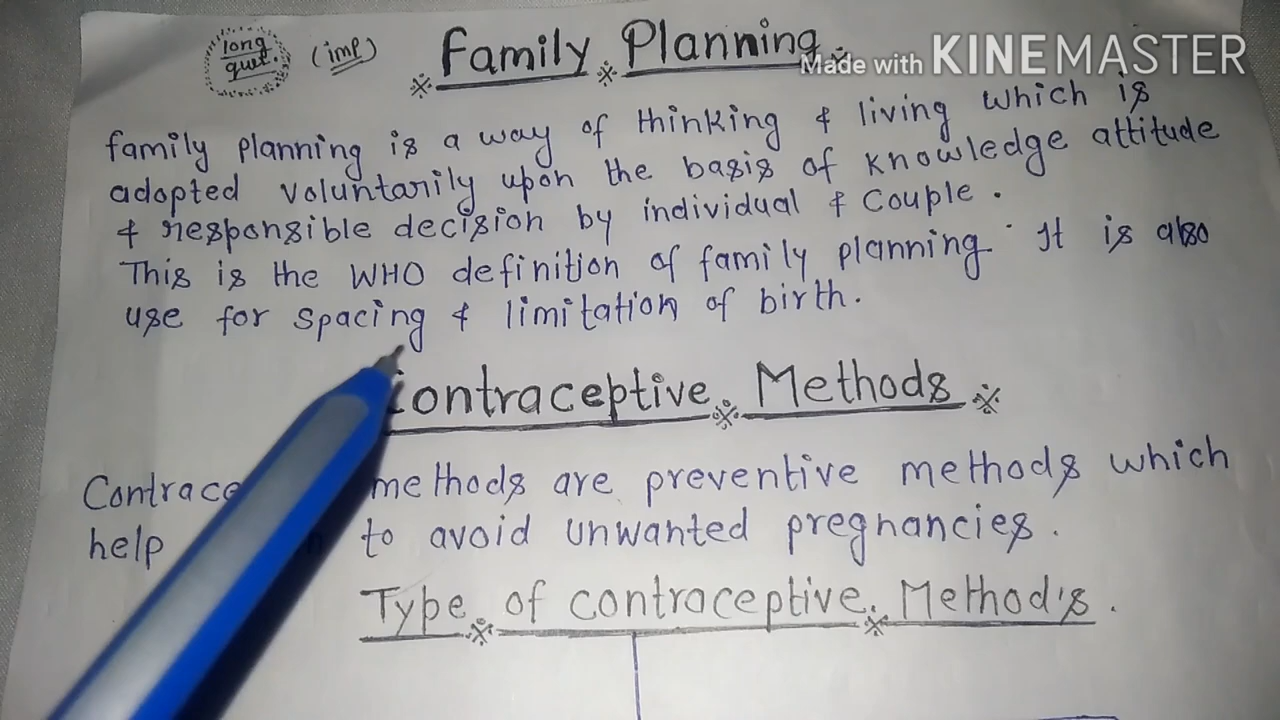 long
que.
(imp)
Family Planning
Made with KINEMASTER
family planning is a way of thinking & living which is
adopted voluntarily upon the basis of knowledge attitude
& responsible decision by individual & couple.
This is the WHO definition of family planning. It is also
use for spacing & limitation of birth.
Contraceptive Methods
methods are preventive methods which
help to avoid unwanted pregnancies.
Type of contraceptive Method's.